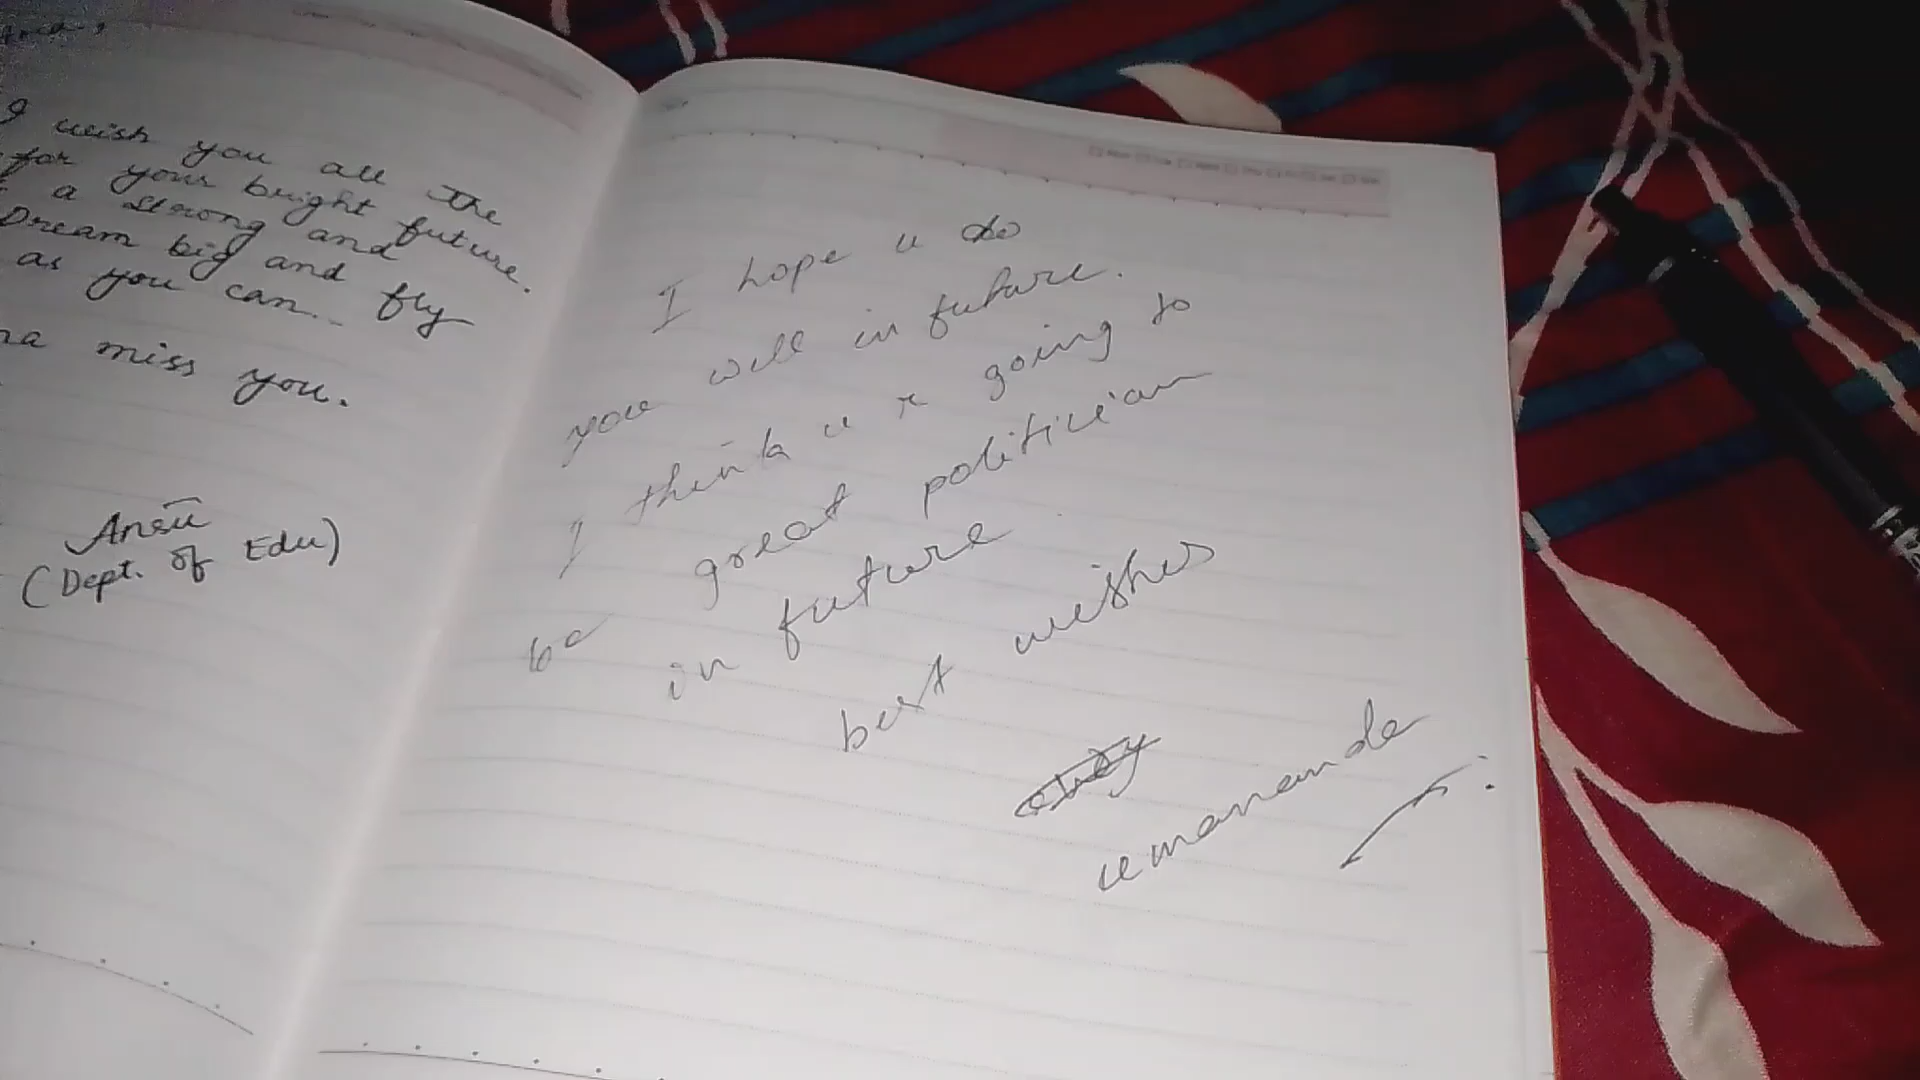 I wish you all the
for your bright future.
a strong and
Dream big and fly
as you can...
miss you.
Ansu
(Dept. of Edu)
I hope u do
you well in future.
I think u r going to
be great politician
in future
best wishes
umanande